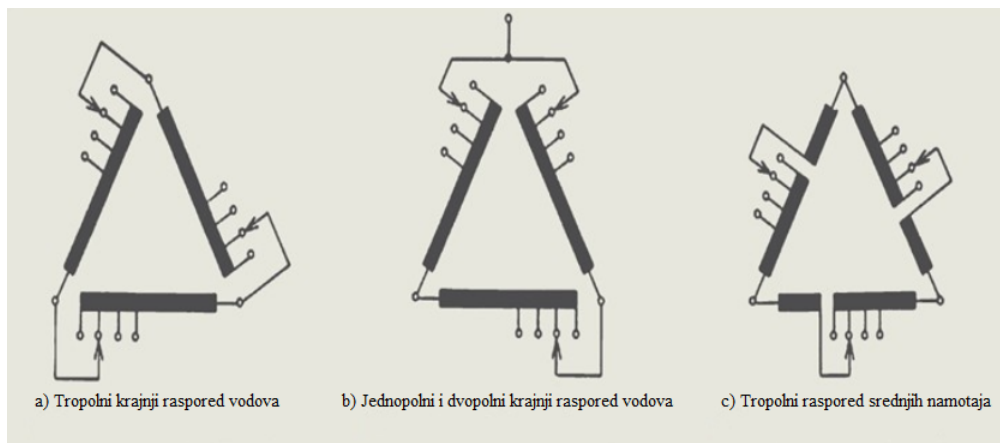 a) Tropolni krajnji raspored vodova
b) Jednopolni i dvopolni krajnji raspored vodova
c) Tropolni raspored srednjih namotaja